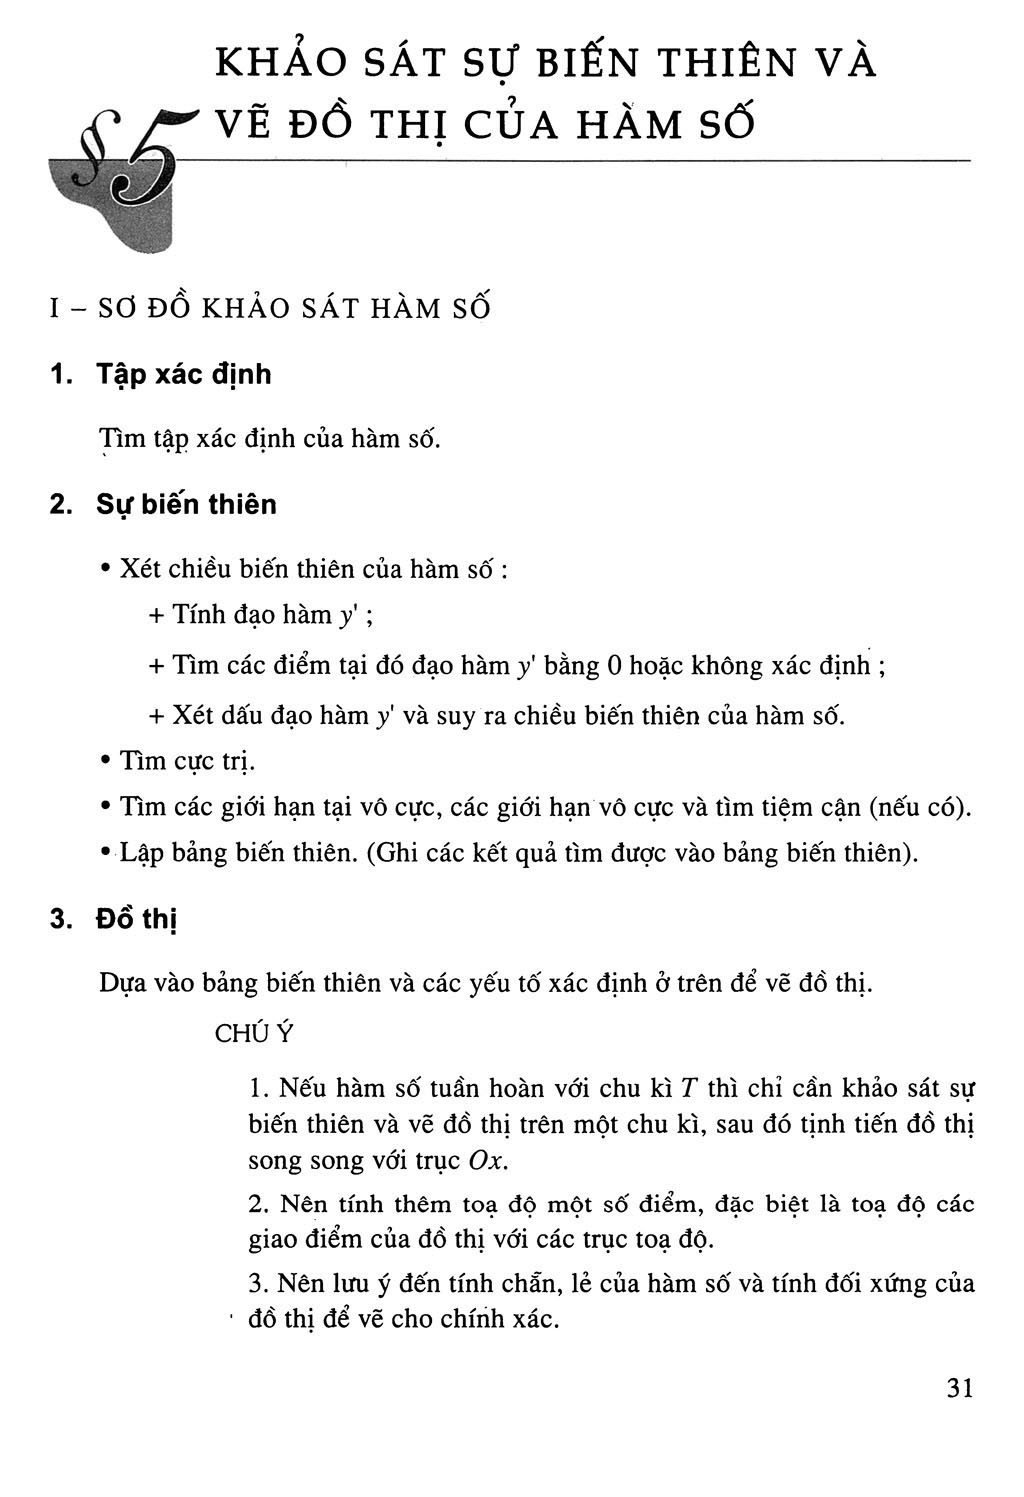 §5
KHẢO SÁT SỰ BIẾN THIÊN VÀ
VẼ ĐỒ THỊ CỦA HÀM SỐ
I – SƠ ĐỒ KHẢO SÁT HÀM SỐ
1. Tập xác định
Tìm tập xác định của hàm số.
2. Sự biến thiên
• Xét chiều biến thiên của hàm số :
+ Tính đạo hàm y' ;
+ Tìm các điểm tại đó đạo hàm y' bằng 0 hoặc không xác định ;
+ Xét dấu đạo hàm y' và suy ra chiều biến thiên của hàm số.
• Tìm cực trị.
• Tìm các giới hạn tại vô cực, các giới hạn vô cực và tìm tiệm cận (nếu có).
• Lập bảng biến thiên. (Ghi các kết quả tìm được vào bảng biến thiên).
3. Đồ thị
Dựa vào bảng biến thiên và các yếu tố xác định ở trên để vẽ đồ thị.
CHÚ Ý
1. Nếu hàm số tuần hoàn với chu kì T thì chỉ cần khảo sát sự
biến thiên và vẽ đồ thị trên một chu kì, sau đó tịnh tiến đồ thị
song song với trục Ox.
2. Nên tính thêm toạ độ một số điểm, đặc biệt là toạ độ các
giao điểm của đồ thị với các trục toạ độ.
3. Nên lưu ý đến tính chẵn, lẻ của hàm số và tính đối xứng của
đồ thị để vẽ cho chính xác.
31